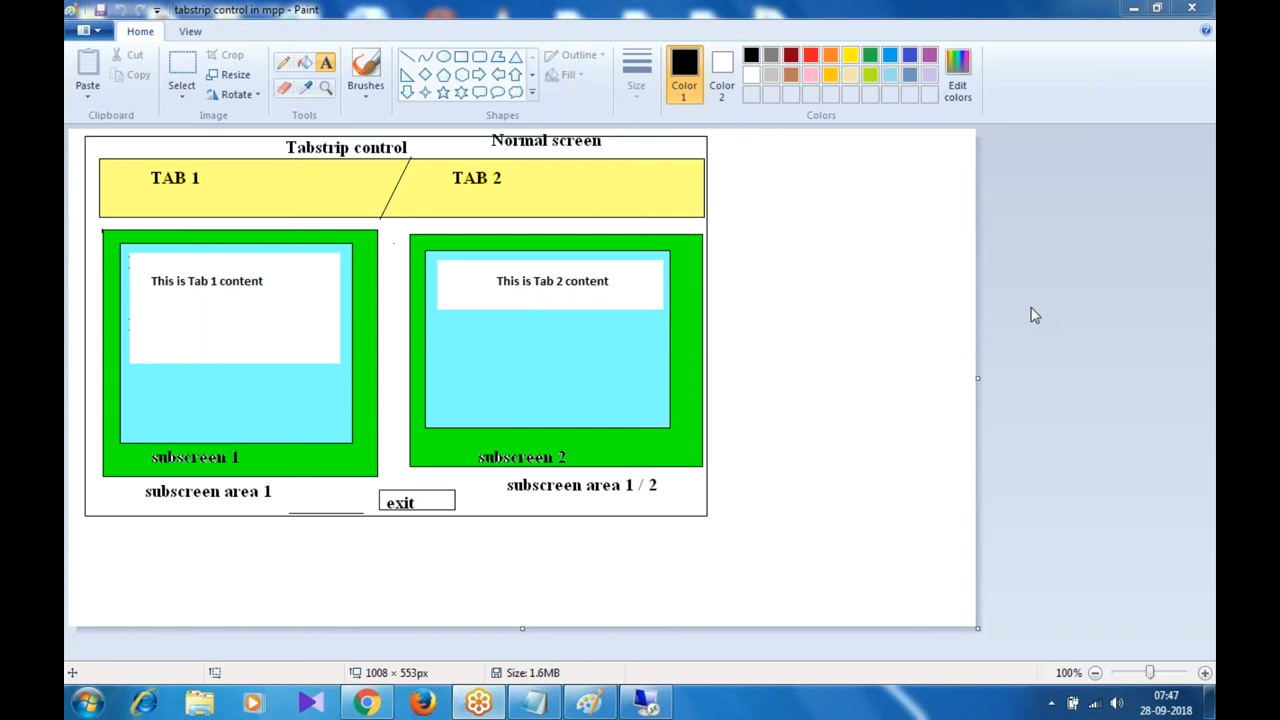 tabstrip control in mpp - Paint
Home
View
Paste
Cut
Copy
Clipboard
Select
Crop
Resize
Rotate
Image
Tools
Brushes
Shapes
Outline
Fill
Size
Color 1
Color 2
Edit colors
Colors
Tabstrip control
Normal screen
TAB 1
TAB 2
This is Tab 1 content
This is Tab 2 content
subscreen 1
subscreen 2
subscreen area 1
subscreen area 1 / 2
exit
1008 × 553px
Size: 1.6MB
100%
07:47
28-09-2018